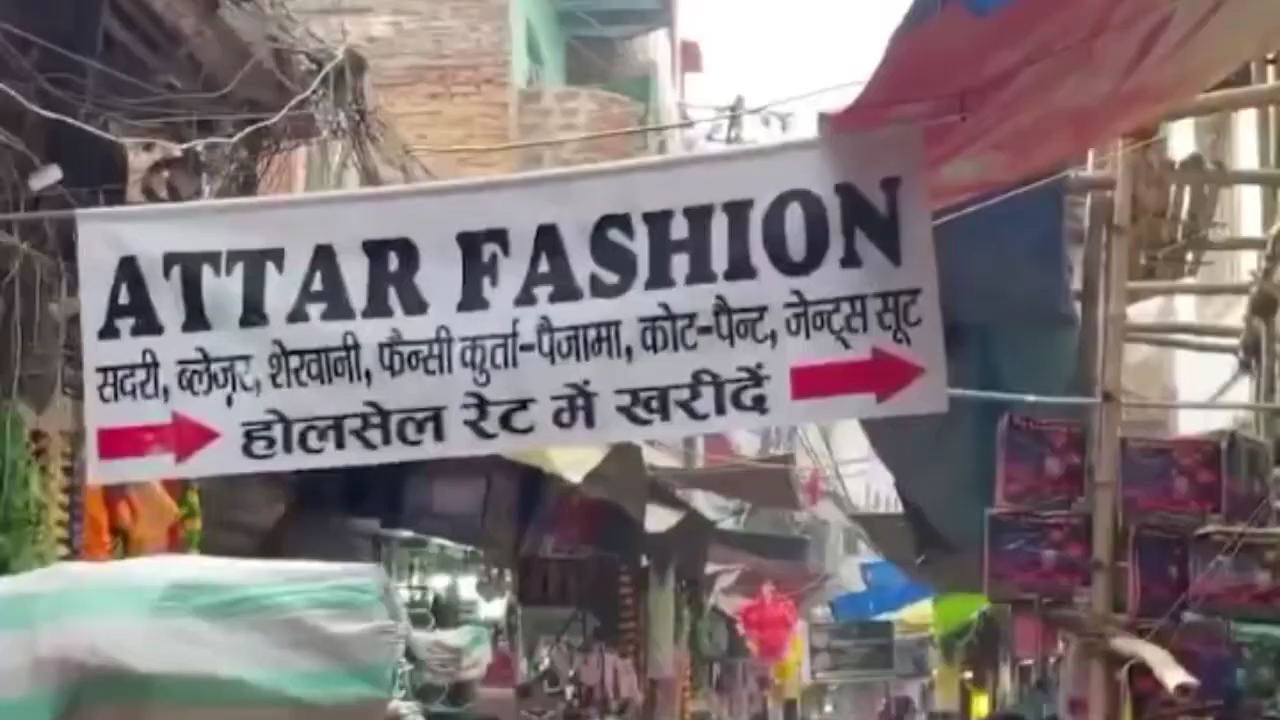 ATTAR FASHION
सदरी, ब्लेज़र, शेरवानी, फैन्सी कुर्ता-पैजामा, कोट-पैन्ट, जेन्ट्स सूट
होलसेल रेट में खरीदें